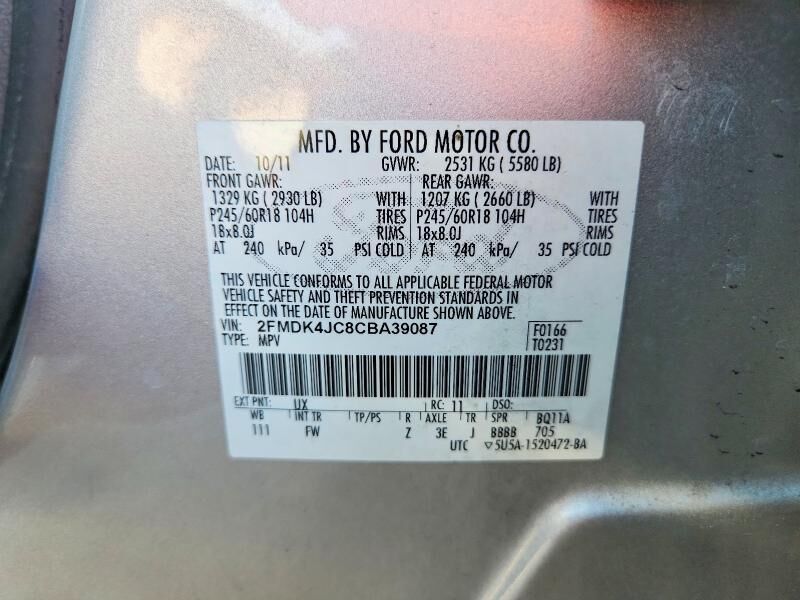 MFD. BY FORD MOTOR CO.
DATE: 10/11 GVWR: 2531 KG ( 5580 LB)
FRONT GAWR: REAR GAWR:
1329 KG ( 2930 LB) WITH 1207 KG ( 2660 LB) WITH
P245/60R18 104H TIRES P245/60R18 104H TIRES
18x8.0J RIMS 18x8.0J RIMS
AT 240 kPa/ 35 PSI COLD AT 240 kPa/ 35 PSI COLD
THIS VEHICLE CONFORMS TO ALL APPLICABLE FEDERAL MOTOR
VEHICLE SAFETY AND THEFT PREVENTION STANDARDS IN
EFFECT ON THE DATE OF MANUFACTURE SHOWN ABOVE.
VIN: 2FMDK4JC8CBA39087 F0166
TYPE: MPV T0231
EXT PNT: UX RC: 11 DSO:
WB INT TR TP/PS R AXLE TR SPR BQ11A
111 FW Z 3E J BBBB 705
UTC ▽5U5A-1520472-BA